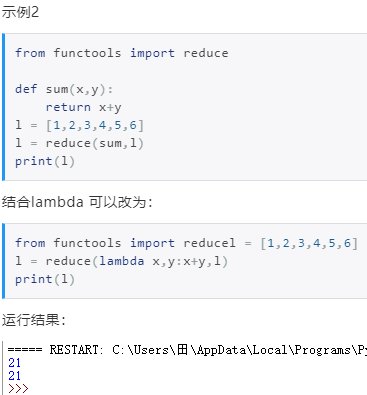 示例2
from functools import reduce
def sum(x,y):
    return x+y
l = [1,2,3,4,5,6]
l = reduce(sum,l)
print(l)
结合lambda 可以改为：
from functools import reducel = [1,2,3,4,5,6]
l = reduce(lambda x,y:x+y,l)
print(l)
运行结果：
===== RESTART: C:\Users\田\AppData\Local\Programs\Py
21
21
>>>